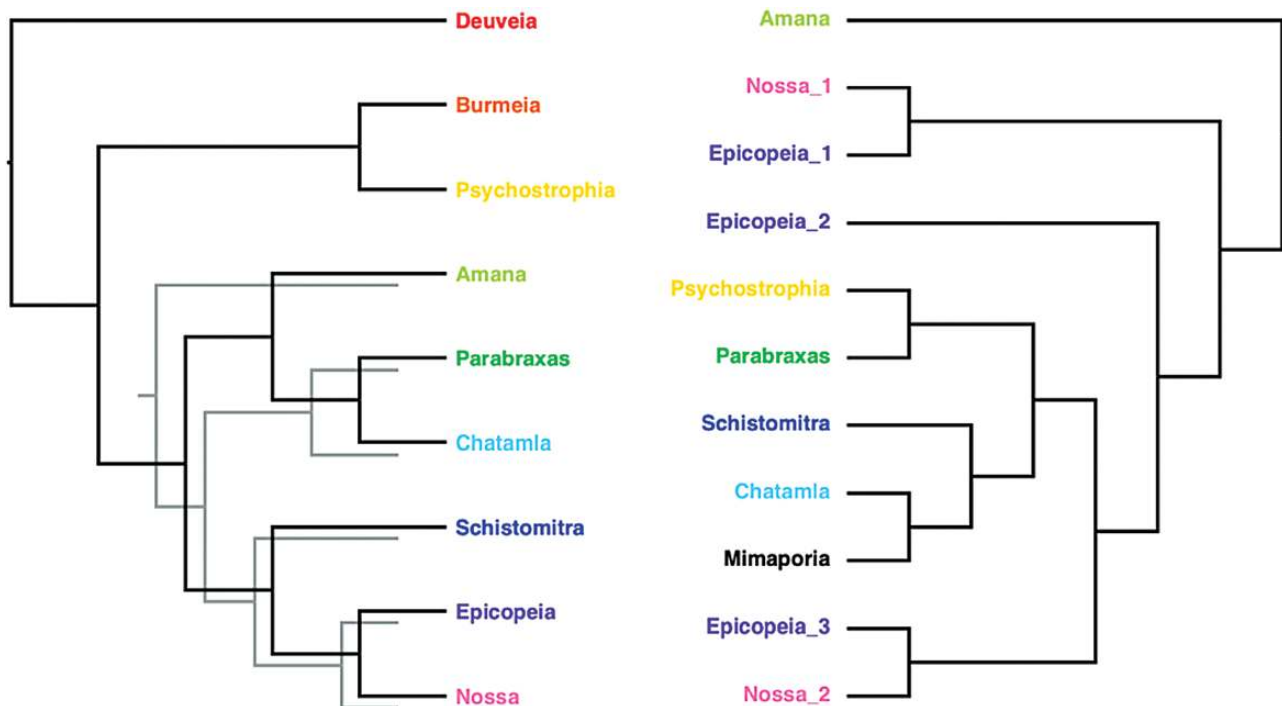 Deuveia
Burmeia
Psychostrophia
Amana
Parabraxas
Chatamla
Schistomitra
Epicopeia
Nossa
Amana
Nossa_1
Epicopeia_1
Epicopeia_2
Psychostrophia
Parabraxas
Schistomitra
Chatamla
Mimaporia
Epicopeia_3
Nossa_2